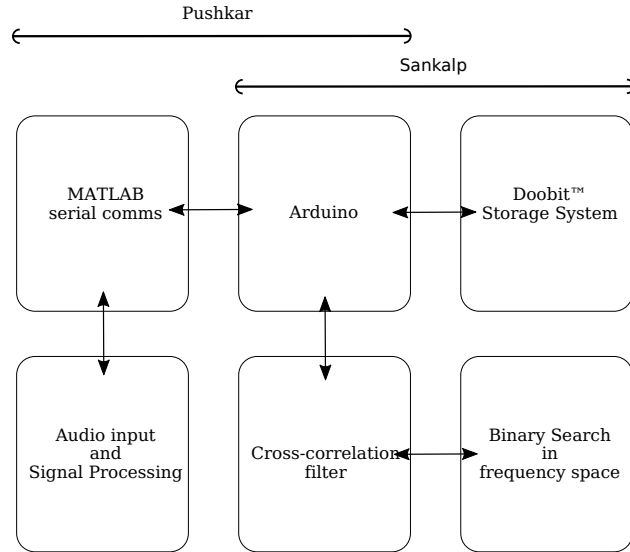 Pushkar
Sankalp
MATLAB
serial comms
Arduino
Doobit™
Storage System
Audio input
and
Signal Processing
Cross-correlation
filter
Binary Search
in
frequency space